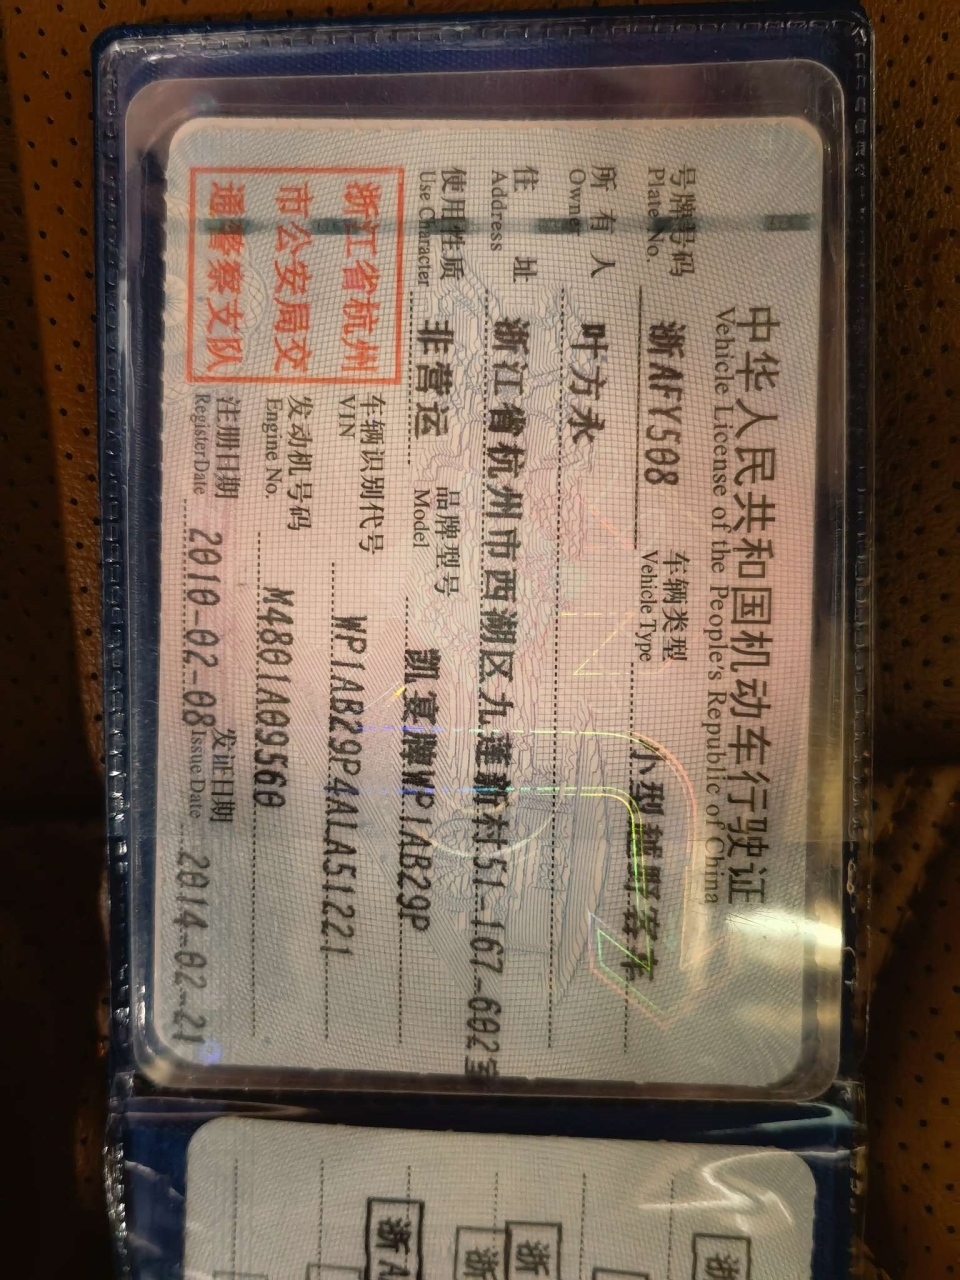 中华人民共和国机动车行驶证
Vehicle License of the People's Republic of China
号牌号码 浙AFY508 车辆类型 小型越野客车
Plate No. Vehicle Type
所有人 叶方永
Owner
住址 浙江省杭州市西湖区九莲新村51-167-602室
Address
使用性质 非营运 品牌型号 凯宴牌WP1AB29P
Use Character Model
浙江省杭州
市公安局交
通警察支队
车辆识别代号 WP1AB29P4ALA51221
VIN
发动机号码 M4801A09560
Engine No.
注册日期 2010-02-08 发证日期 2014-02-21
Register Date Issue Date
浙
浙
浙
浙A